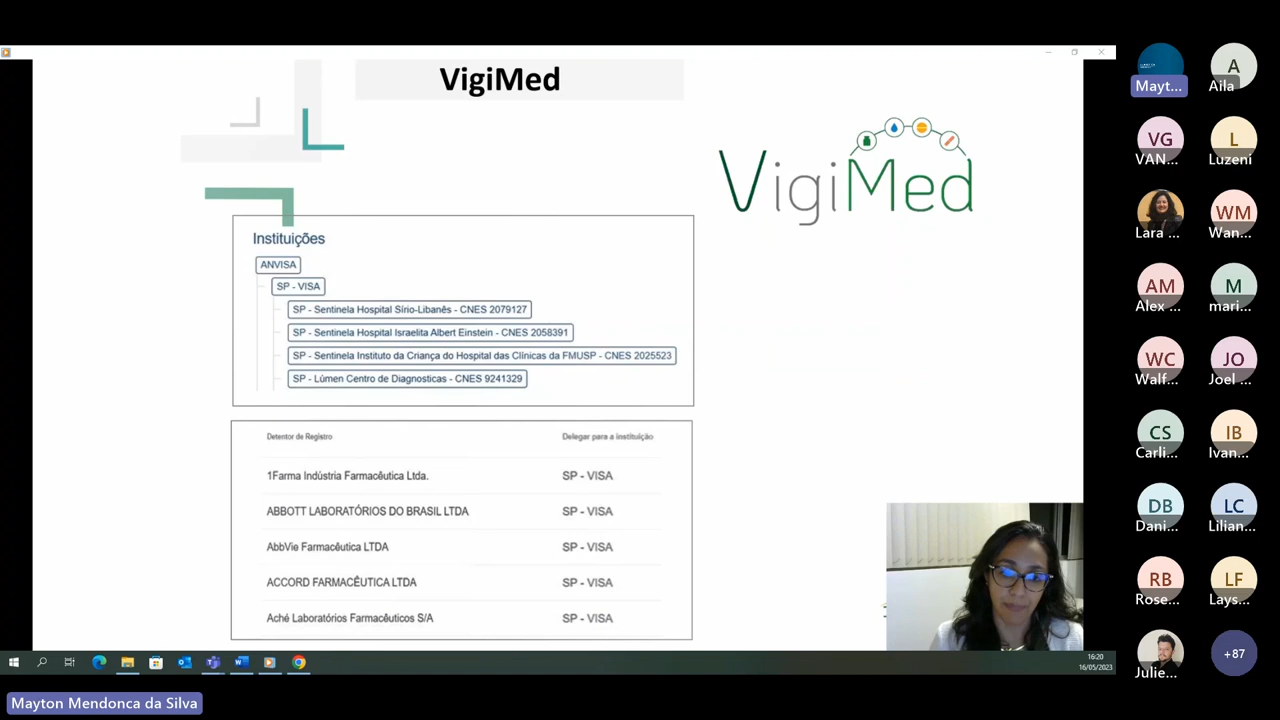 VigiMed
VigiMed
Instituições
ANVISA
SP - VISA
SP - Sentinela Hospital Sírio-Libanês - CNES 2079127
SP - Sentinela Hospital Israelita Albert Einstein - CNES 2058391
SP - Sentinela Instituto da Criança do Hospital das Clínicas da FMUSP - CNES 2025523
SP - Lúmen Centro de Diagnosticas - CNES 9241329
Detentor de Registro Delegar para a instituição
1Farma Indústria Farmacêutica Ltda. SP - VISA
ABBOTT LABORATÓRIOS DO BRASIL LTDA SP - VISA
AbbVie Farmacêutica LTDA SP - VISA
ACCORD FARMACÊUTICA LTDA SP - VISA
Aché Laboratórios Farmacêuticos S/A SP - VISA
16:20
16/05/2023
Mayton Mendonca da Silva
Mayt...
A
Aila
VG
VAN...
L
Luzeni
Lara ...
WM
Wan...
AM
Alex ...
M
mari...
WC
Walf...
JO
Joel ...
CS
Carli...
IB
Ivan...
DB
Dani...
LC
Lilian...
RB
Rose...
LF
Lays...
Julie...
+87